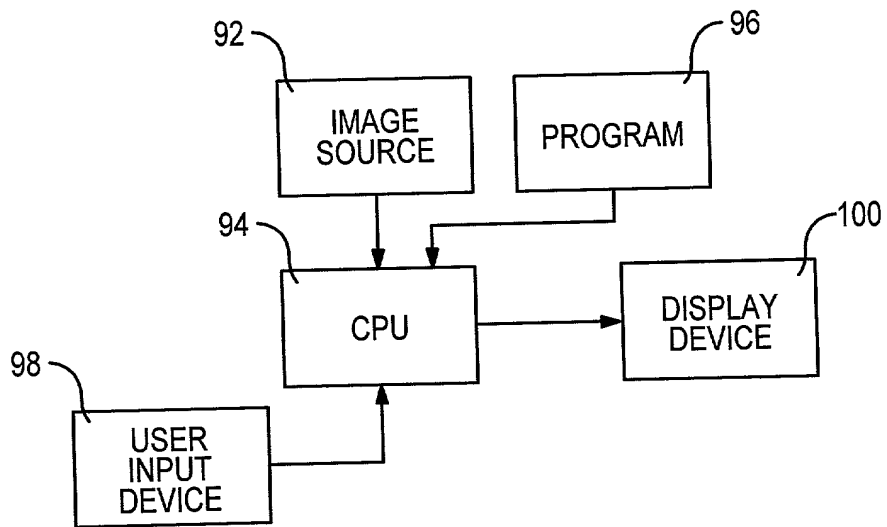 92
96
IMAGE
SOURCE
PROGRAM
94
100
CPU
DISPLAY
DEVICE
98
USER
INPUT
DEVICE